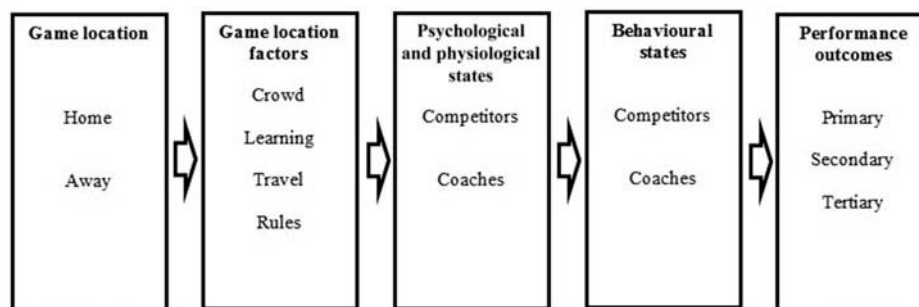 Game location
Home
Away
Game location
factors
Crowd
Learning
Travel
Rules
Psychological
and physiological
states
Competitors
Coaches
Behavioural
states
Competitors
Coaches
Performance
outcomes
Primary
Secondary
Tertiary